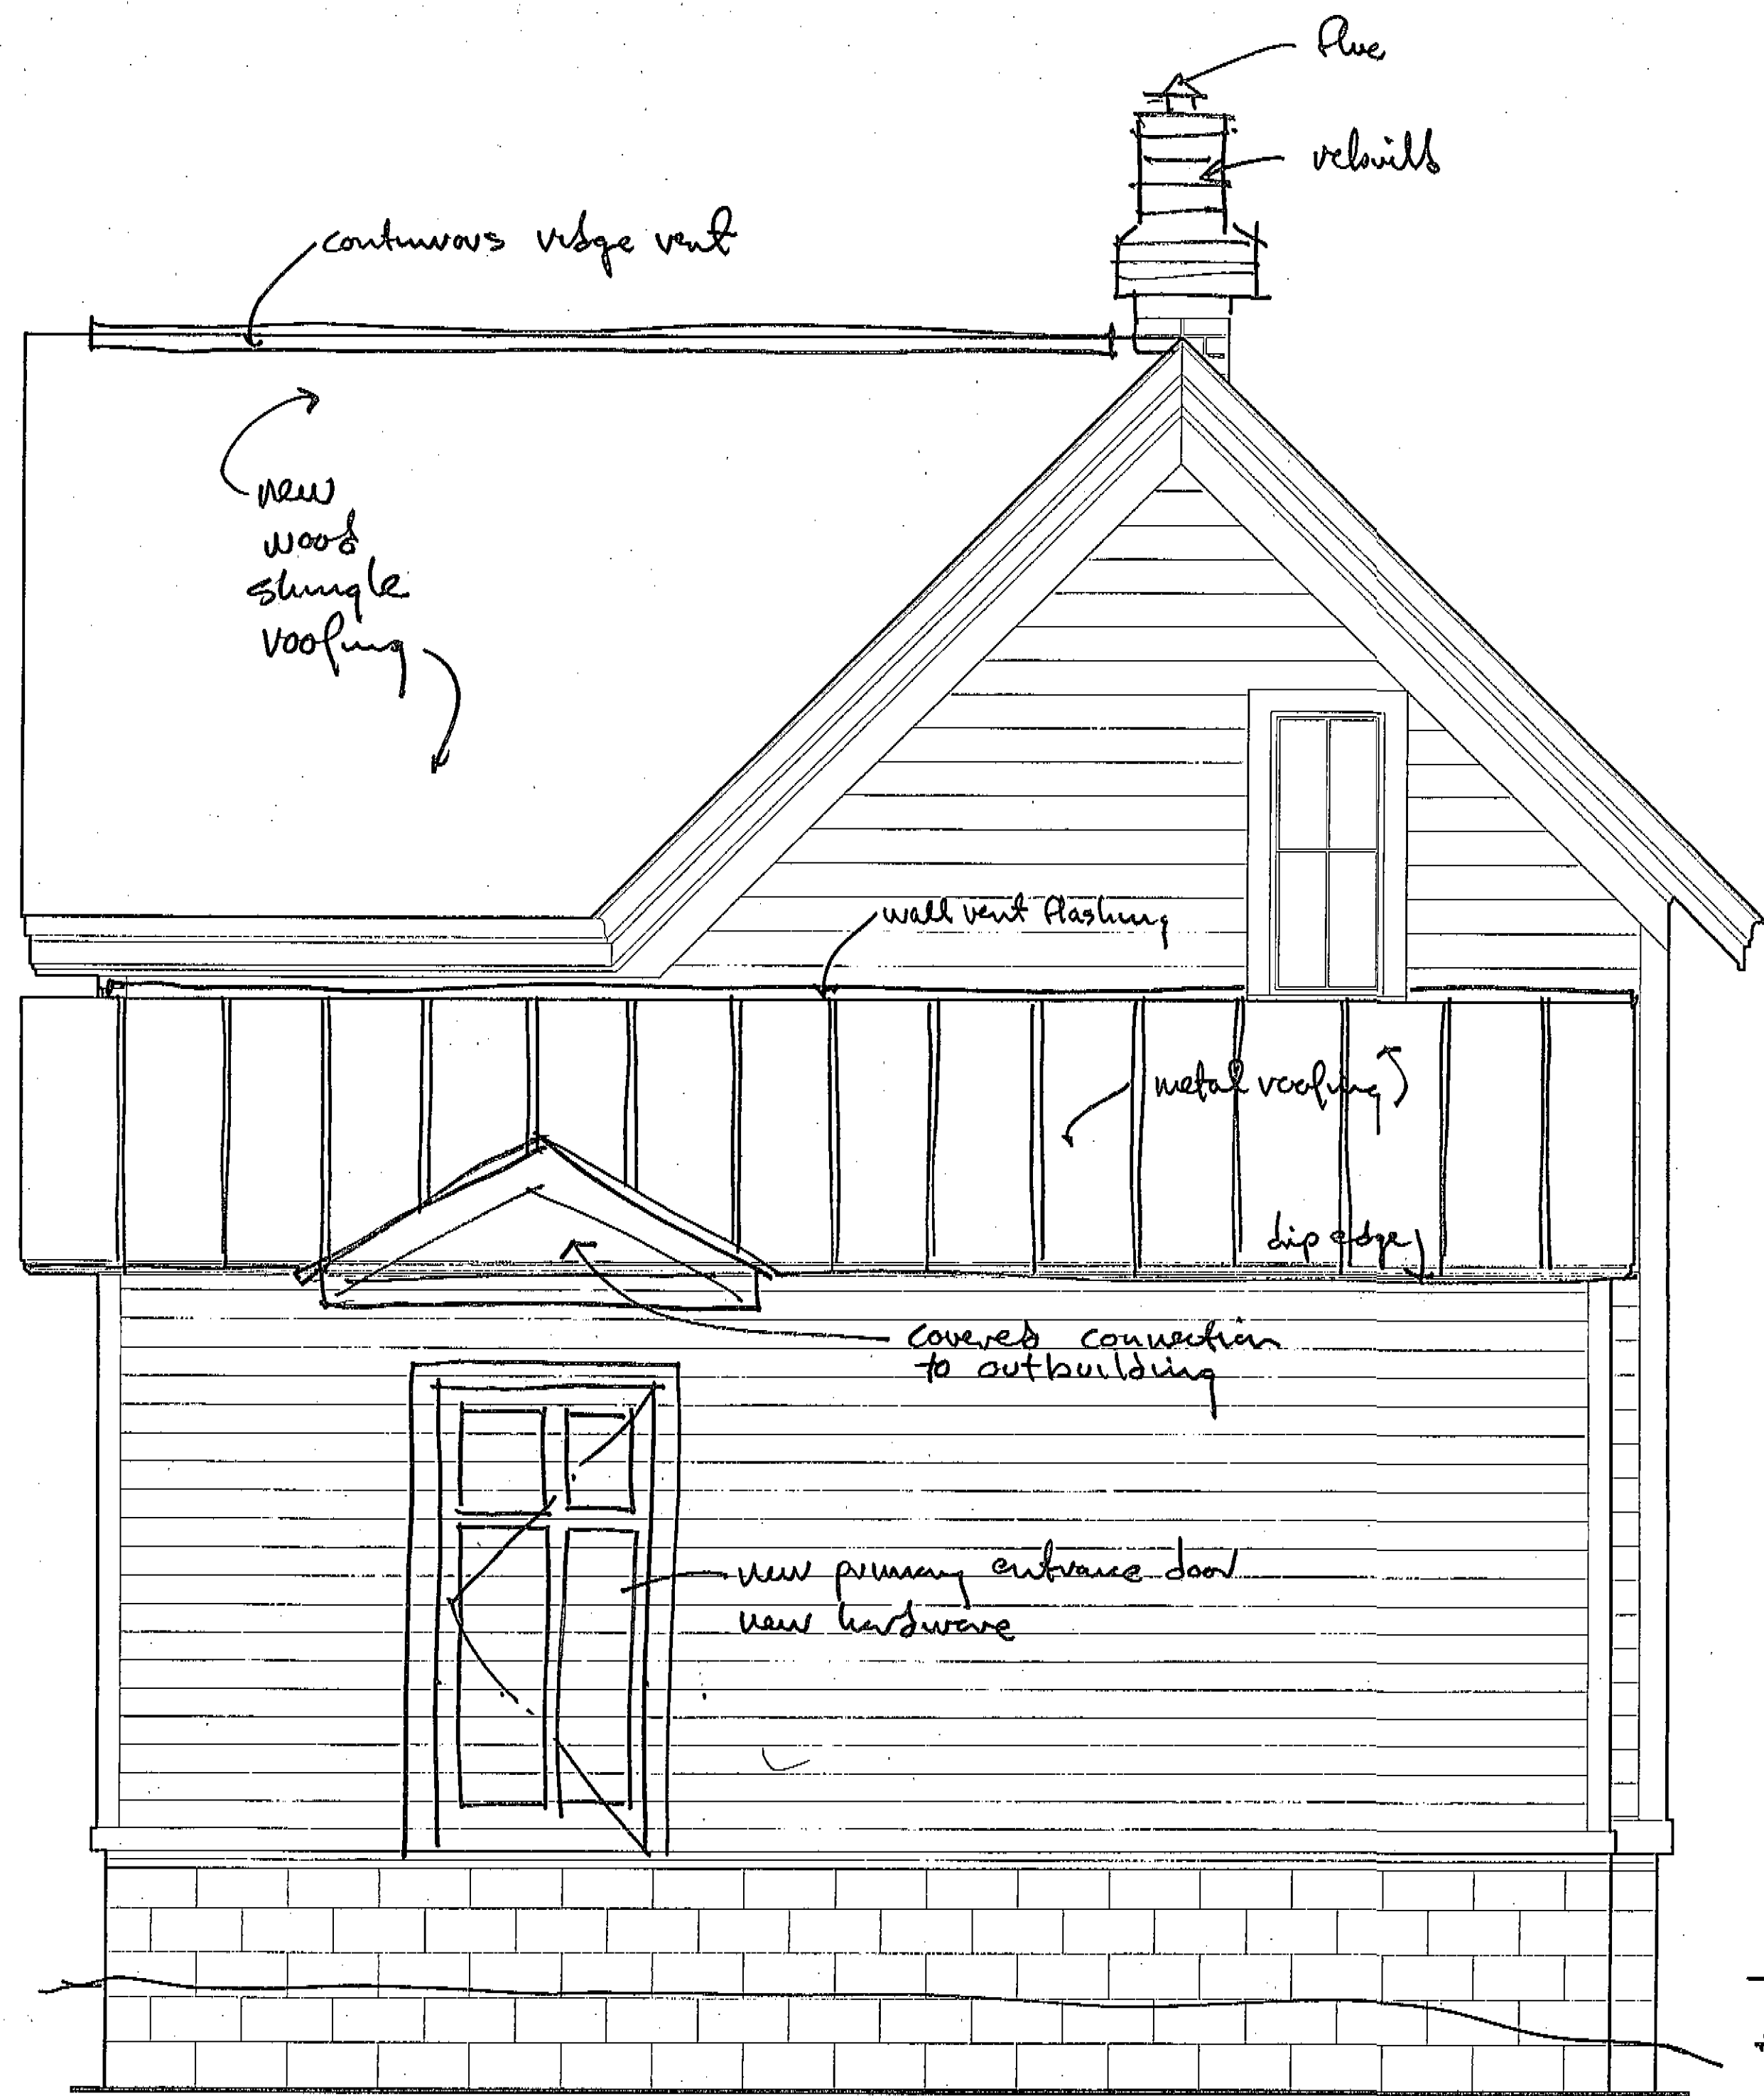 flue
rebuild
continuous ridge vent
new
wood
shingle
roofing
wall vent flashing
metal roofing
drip edge
covered connection
to outbuilding
new primary entrance door
new hardware